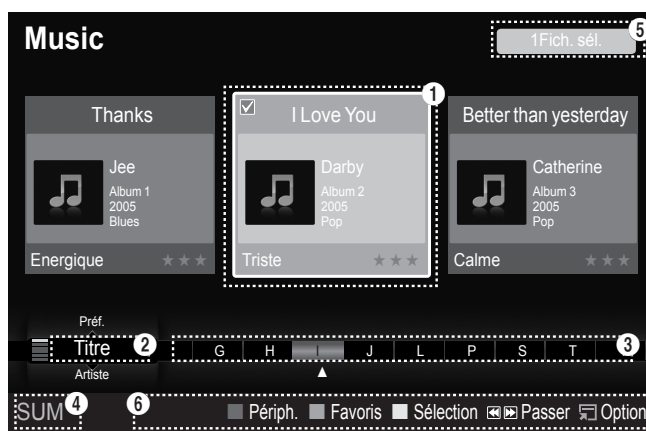 Music
1Fich. sél.
5
1
Thanks
I Love You
Better than yesterday
Jee
Album 1
2005
Blues
Darby
Album 2
2005
Pop
Catherine
Album 3
2005
Pop
Energique
Triste
Calme
Préf.
Titre
2
G H I J L P S T
3
Artiste
SUM
4
6
Périph. Favoris Sélection Passer Option